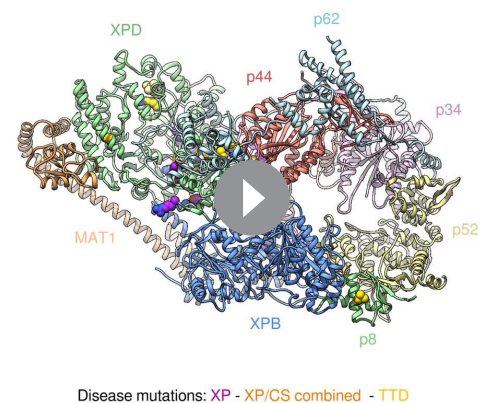 p62
XPD
p44
p34
MAT1
p52
XPB
p8
Disease mutations: XP - XP/CS combined - TTD